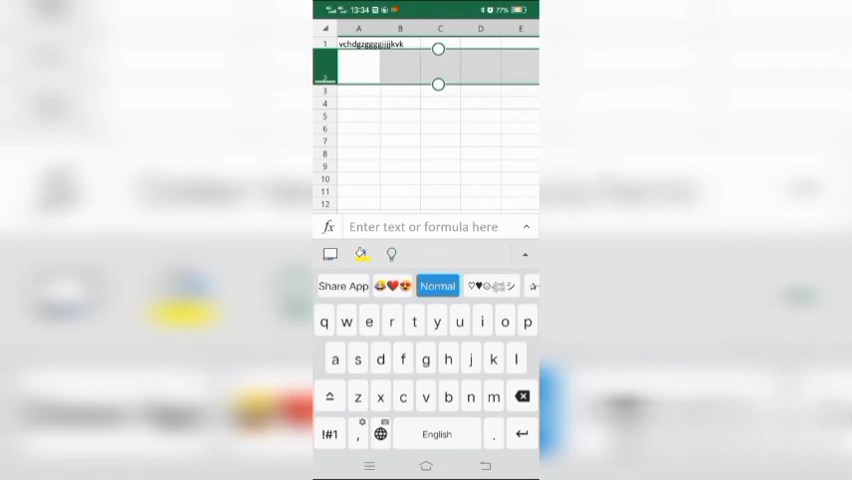 13:34 77%
A B C D E
1 vchdgzggggjjjjkvk
2
3
4
5
6
7
8
9
10
11
12
fx Enter text or formula here
Share App Normal
q w e r t y u i o p
a s d f g h j k l
z x c v b n m
!#1 , English .